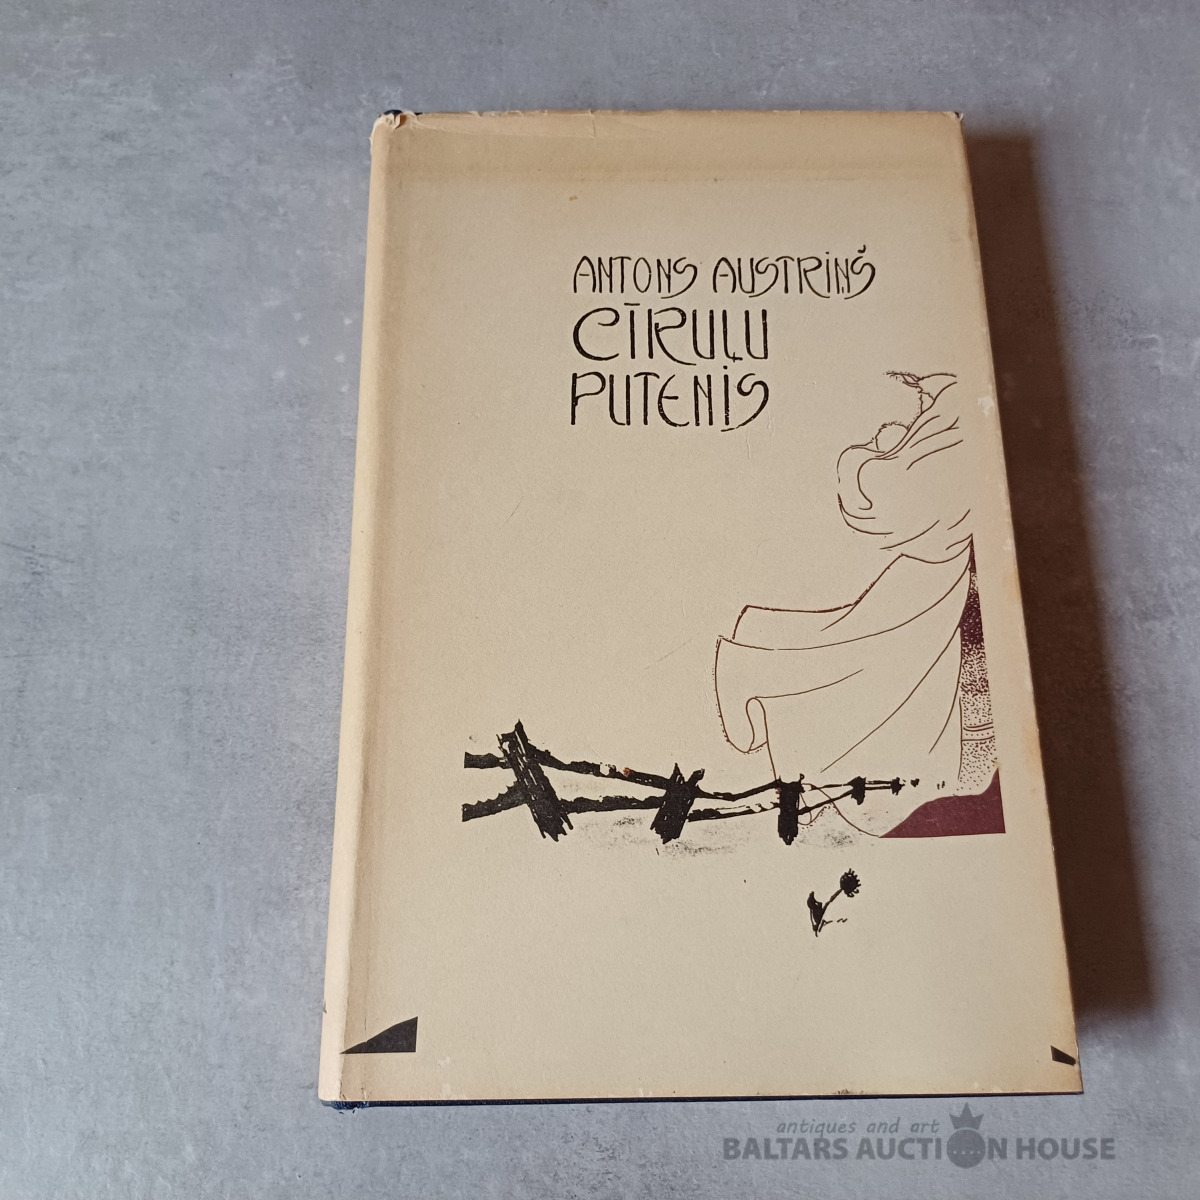 ANTONS AUSTRIŅŠ
CĪRUĻU
PUTENIS
antiques and art
BALTARS AUCTION HOUSE